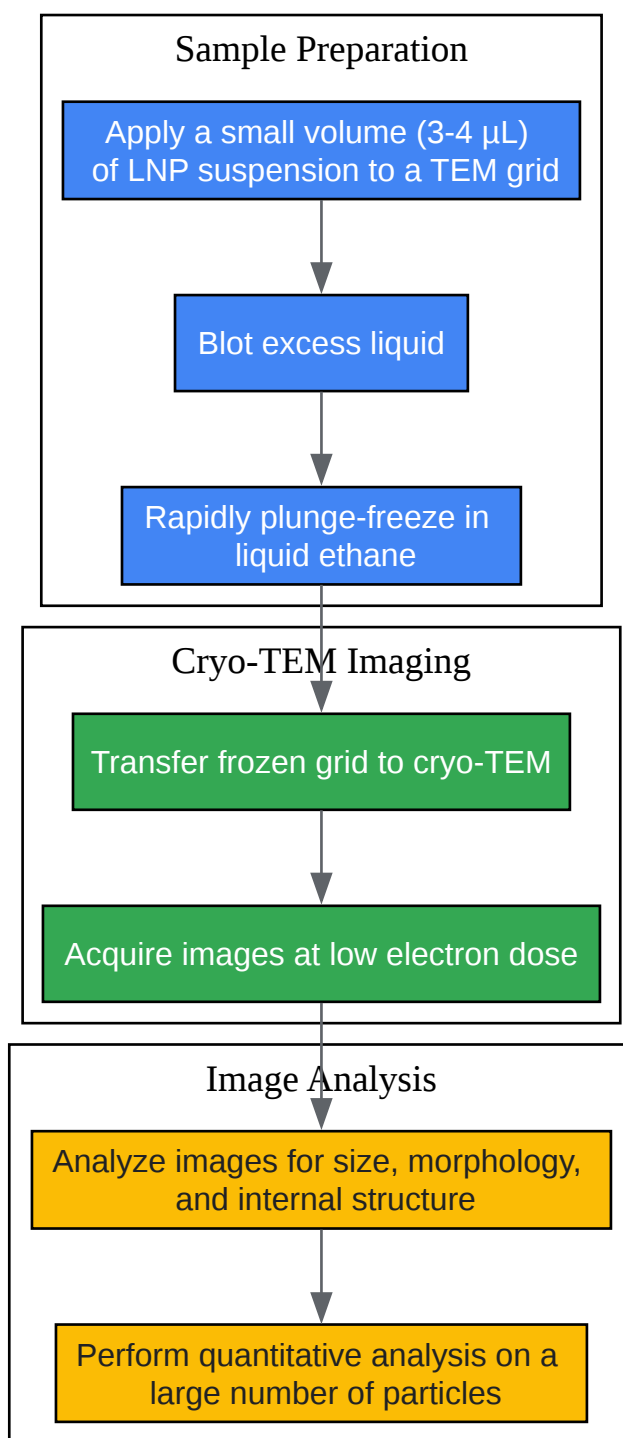 Sample Preparation
Apply a small volume (3-4 µL)
of LNP suspension to a TEM grid
Blot excess liquid
Rapidly plunge-freeze in
liquid ethane
Cryo-TEM Imaging
Transfer frozen grid to cryo-TEM
Acquire images at low electron dose
Image Analysis
Analyze images for size, morphology,
and internal structure
Perform quantitative analysis on a
large number of particles